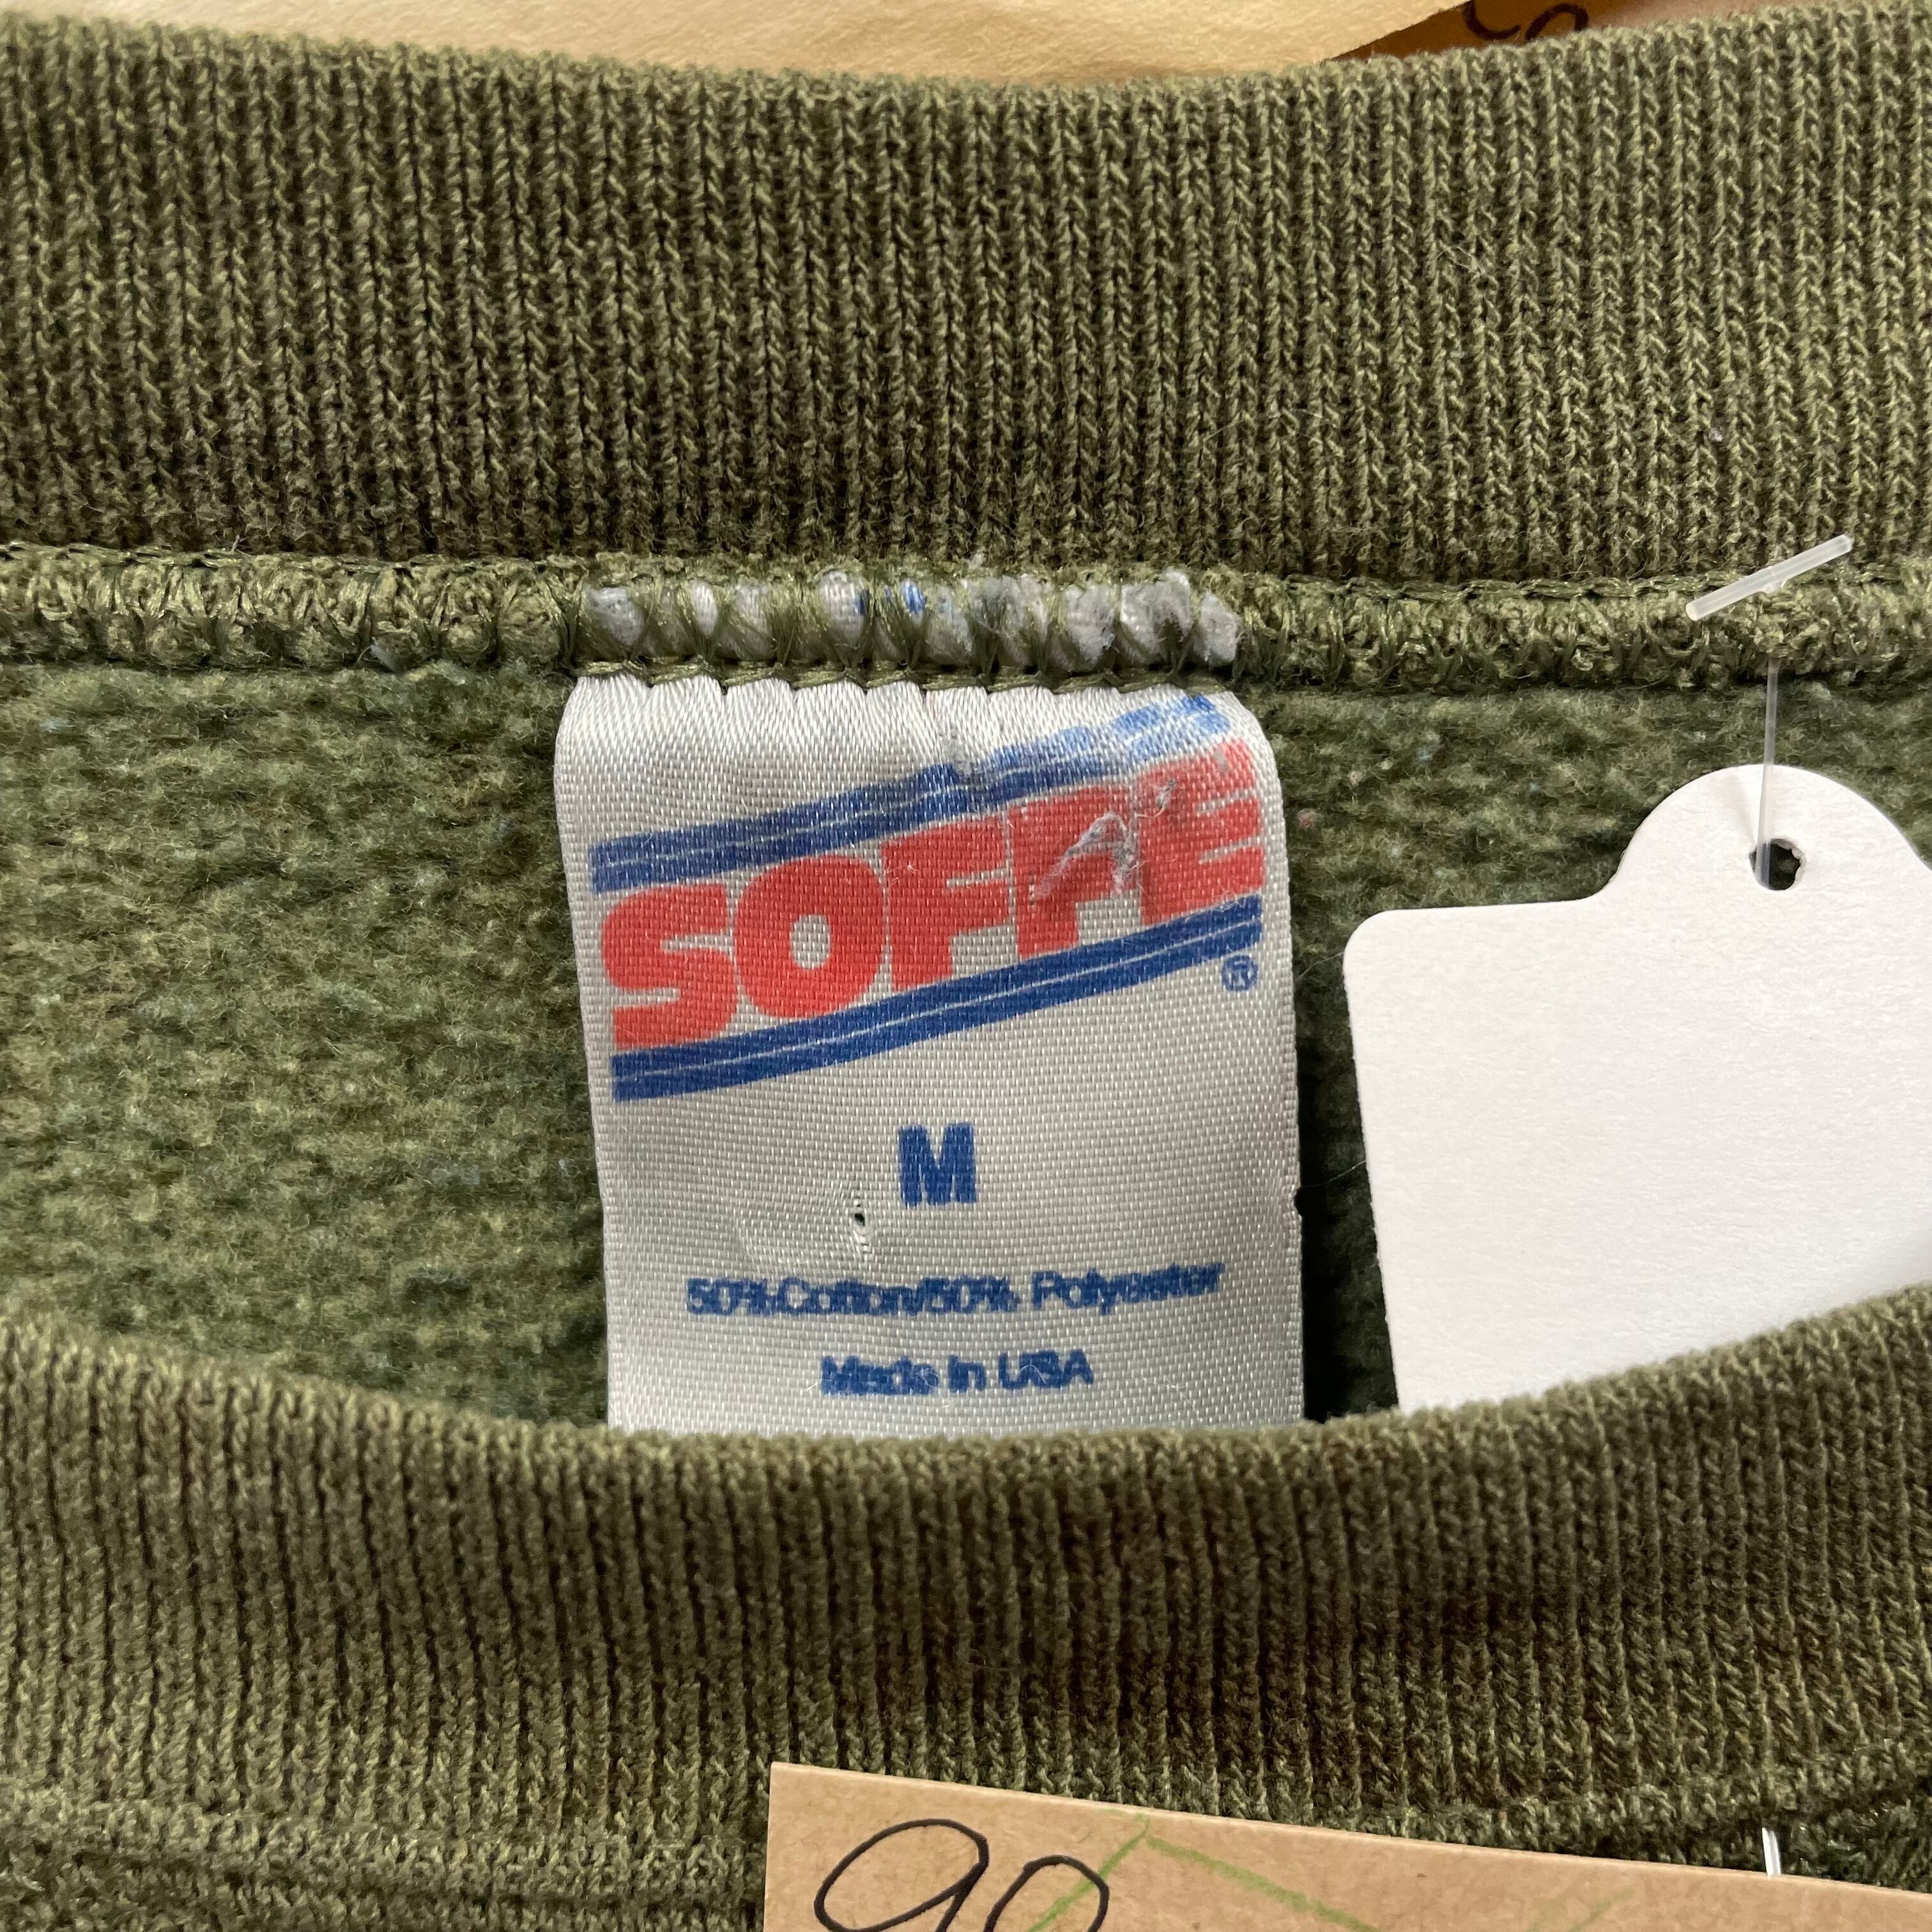 SOFFE ®
M
50%Cotton/50% Polyester
Made In USA
90